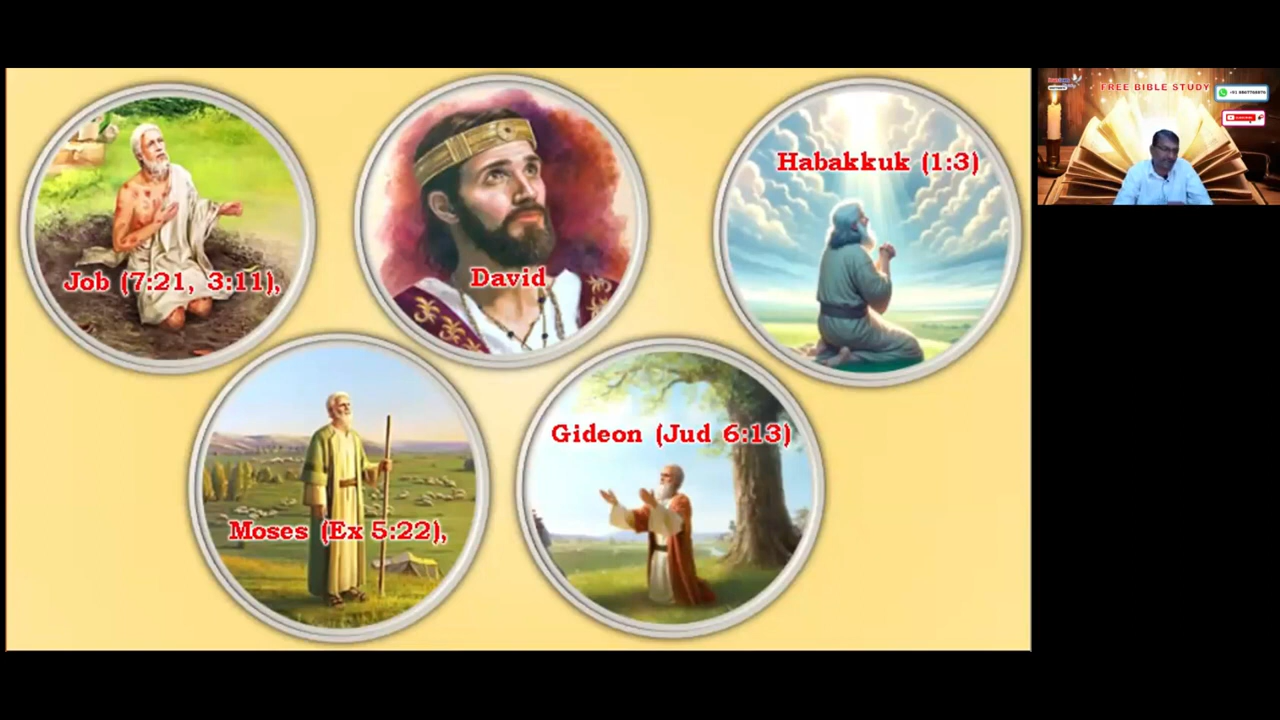 Job (7:21, 3:11),
David
Habakkuk (1:3)
Moses (Ex 5:22),
Gideon (Jud 6:13)
FREE BIBLE STUDY